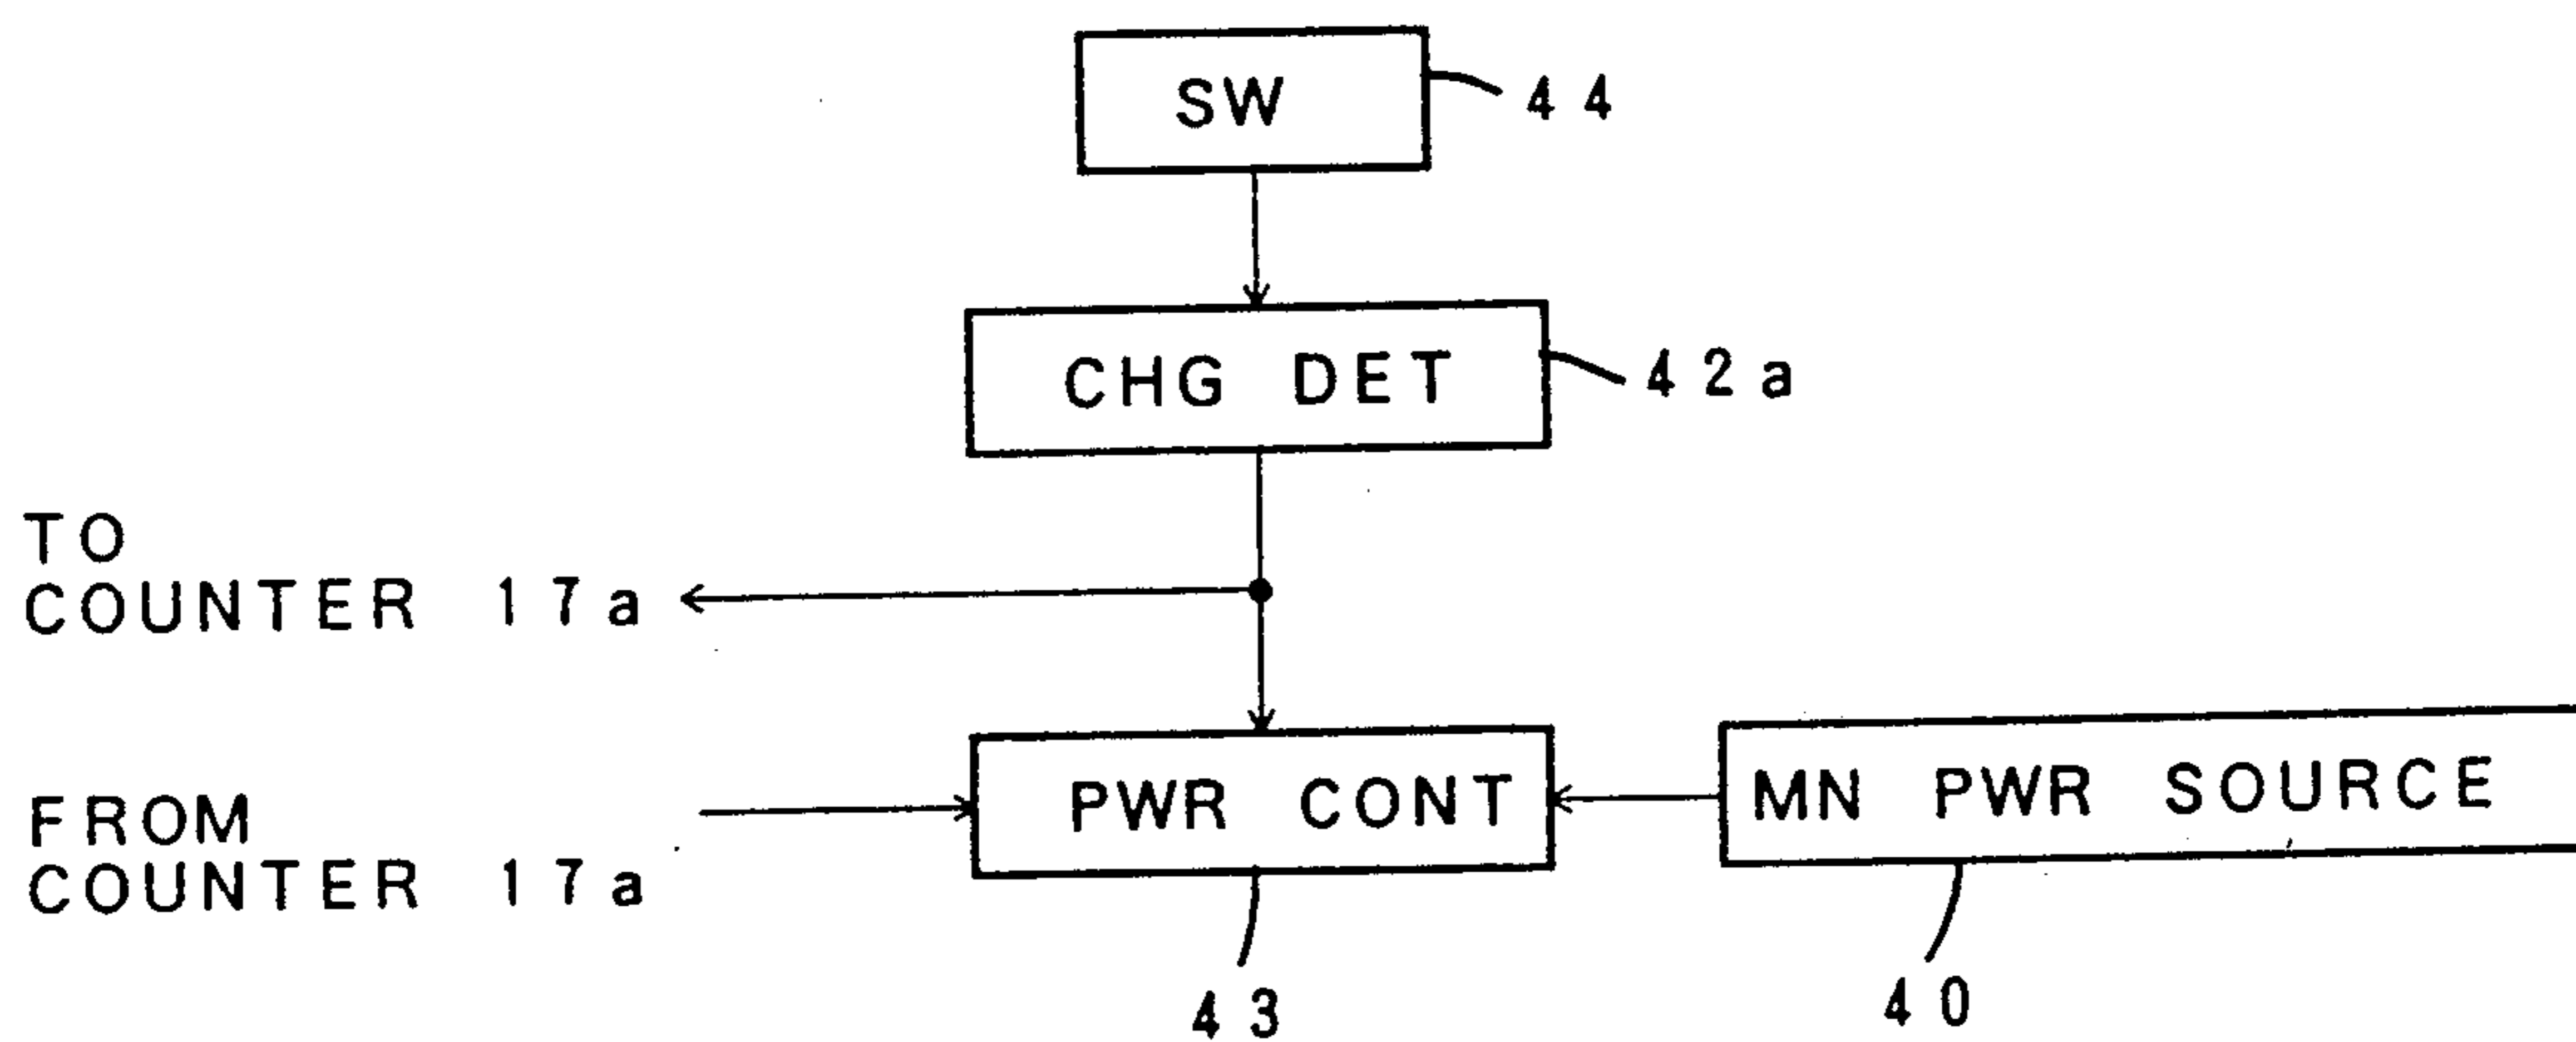 SW
44
CHG DET
42a
TO
COUNTER 17a
FROM
COUNTER 17a
PWR CONT
MN PWR SOURCE
43
40